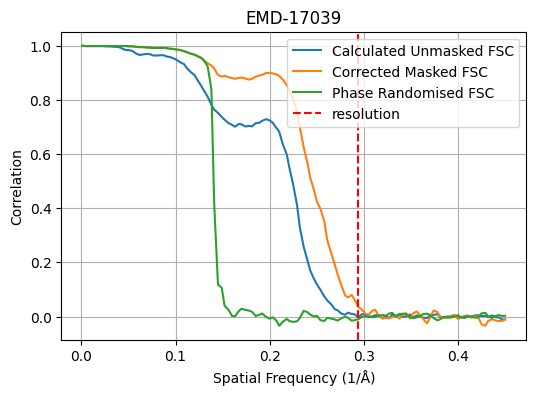 EMD-17039
Calculated Unmasked FSC
Corrected Masked FSC
Phase Randomised FSC
resolution
Correlation
1.0
0.8
0.6
0.4
0.2
0.0
0.0
0.1
0.2
0.3
0.4
Spatial Frequency (1/Å)